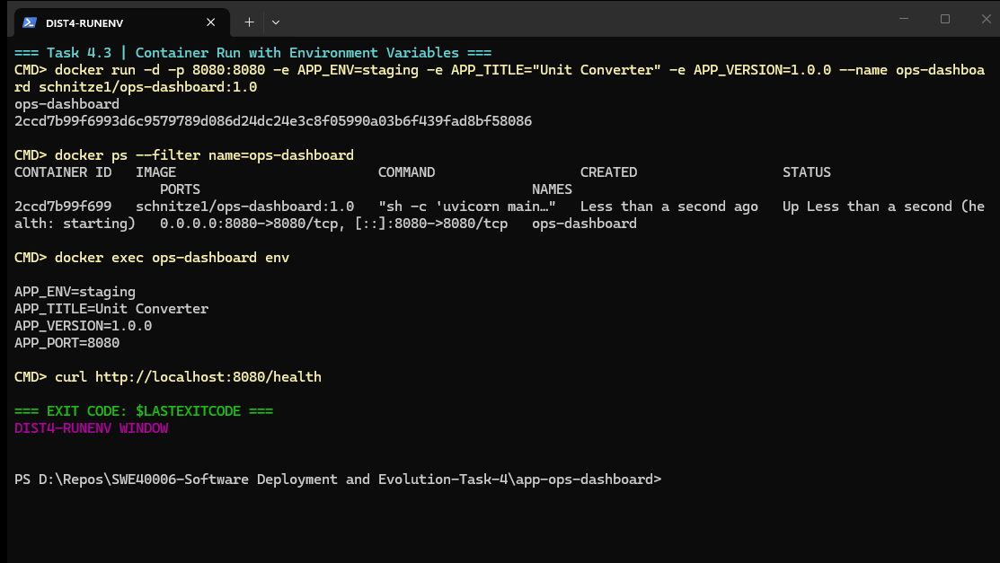 DIST4-RUNENV
=== Task 4.3 | Container Run with Environment Variables ===
CMD> docker run -d -p 8080:8080 -e APP_ENV=staging -e APP_TITLE="Unit Converter" -e APP_VERSION=1.0.0 --name ops-dashboa
rd schnitze1/ops-dashboard:1.0
ops-dashboard
2ccd7b99f6993d6c9579789d086d24dc24e3c8f05990a03b6f439fad8bf58086
CMD> docker ps --filter name=ops-dashboard
CONTAINER ID   IMAGE                         COMMAND                  CREATED                  STATUS
                  PORTS                                         NAMES
2ccd7b99f699   schnitze1/ops-dashboard:1.0   "sh -c 'uvicorn main…"   Less than a second ago   Up Less than a second (he
alth: starting)   0.0.0.0:8080->8080/tcp, [::]:8080->8080/tcp   ops-dashboard
CMD> docker exec ops-dashboard env
APP_ENV=staging
APP_TITLE=Unit Converter
APP_VERSION=1.0.0
APP_PORT=8080
CMD> curl http://localhost:8080/health
=== EXIT CODE: $LASTEXITCODE ===
DIST4-RUNENV WINDOW
PS D:\Repos\SWE40006-Software Deployment and Evolution-Task-4\app-ops-dashboard>